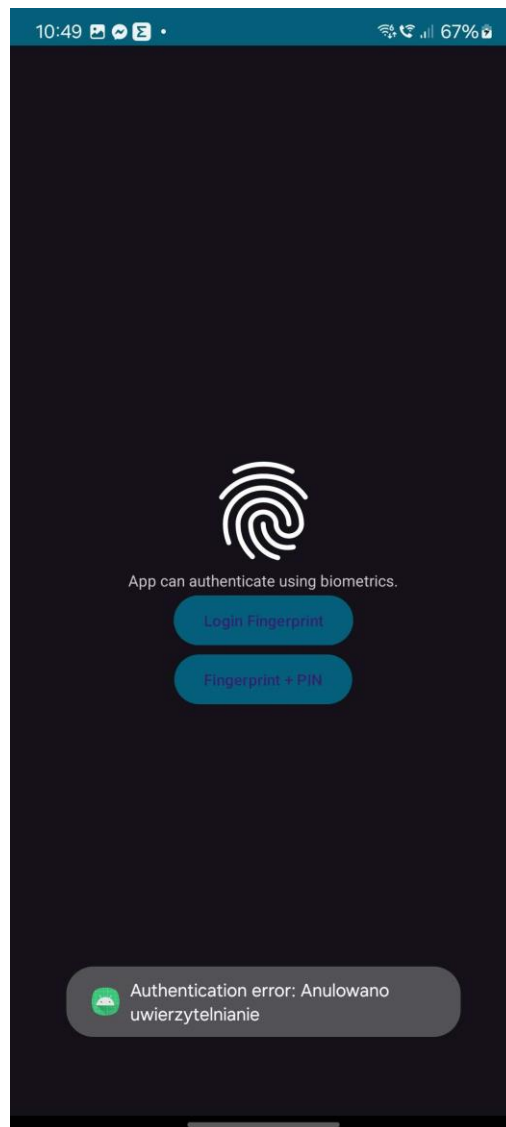 10:49 67%
App can authenticate using biometrics.
Login Fingerprint
Fingerprint + PIN
Authentication error: Anulowano
uwierzytelnianie